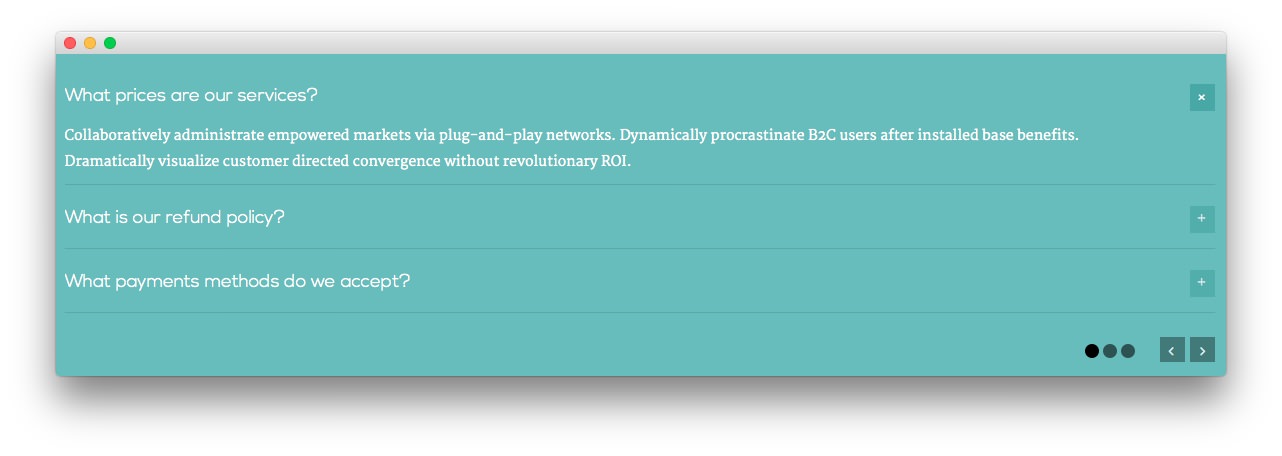 What prices are our services?
Collaboratively administrate empowered markets via plug-and-play networks. Dynamically procrastinate B2C users after installed base benefits.
Dramatically visualize customer directed convergence without revolutionary ROI.
What is our refund policy?
What payments methods do we accept?